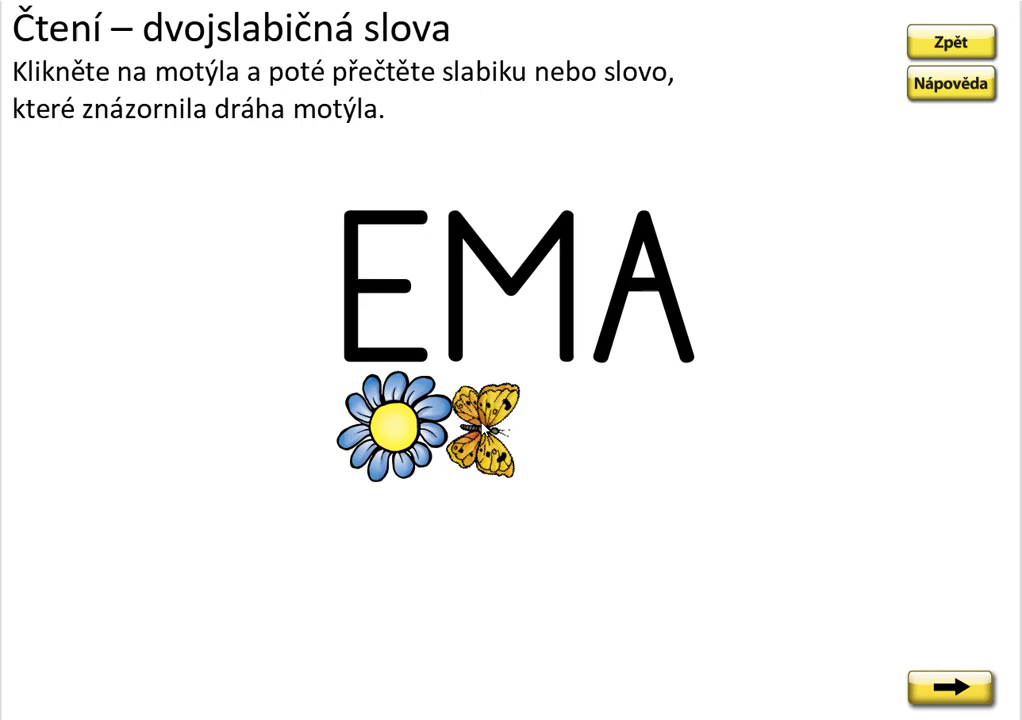 Čtení – dvojslabičná slova
Klikněte na motýla a poté přečtěte slabiku nebo slovo,
které znázornila dráha motýla.
Zpět
Nápověda
EMA